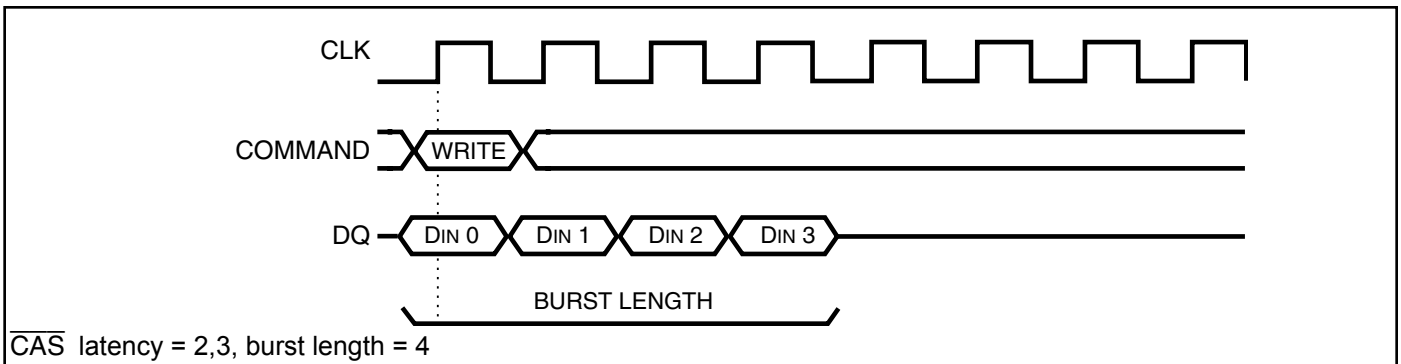 CLK
COMMAND WRITE
DQ DIN 0 DIN 1 DIN 2 DIN 3
BURST LENGTH
C̅A̅S̅ latency = 2,3, burst length = 4